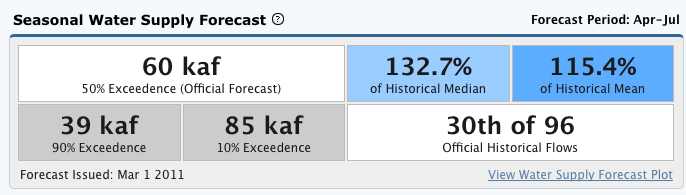 Seasonal Water Supply Forecast ? Forecast Period: Apr-Jul
60 kaf 132.7% 115.4%
50% Exceedence (Official Forecast) of Historical Median of Historical Mean
39 kaf 85 kaf 30th of 96
90% Exceedence 10% Exceedence Official Historical Flows
Forecast Issued: Mar 1 2011 View Water Supply Forecast Plot